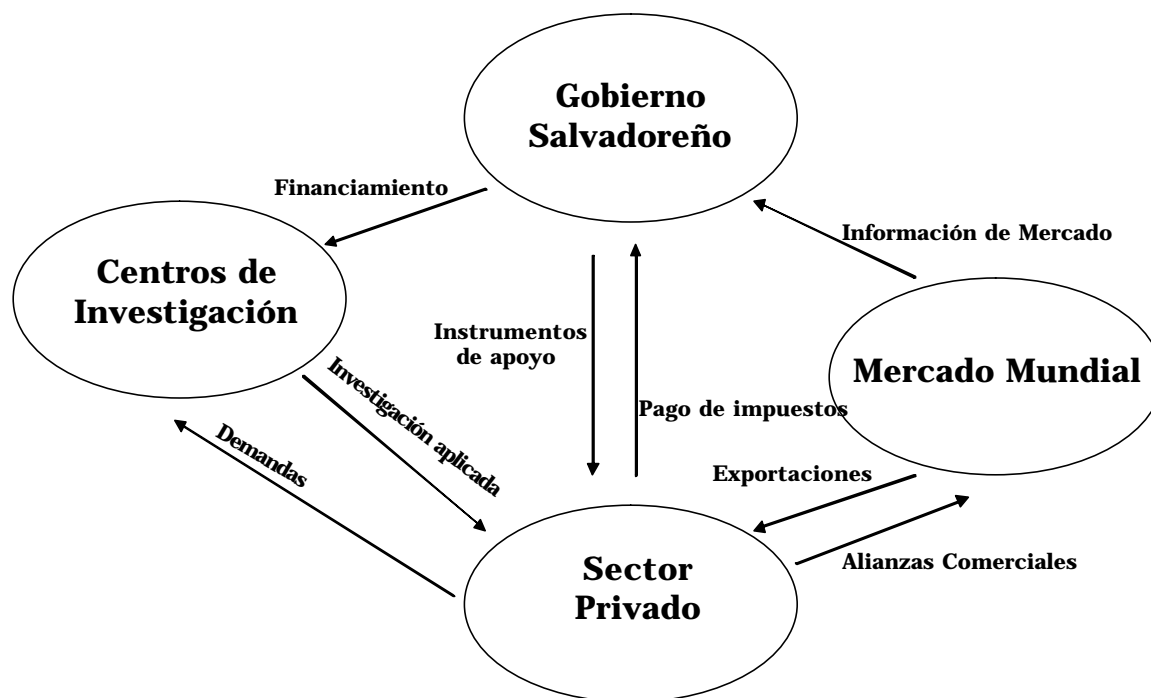 Gobierno
Salvadoreño
Financiamiento
Información de Mercado
Centros de
Investigación
Instrumentos
de apoyo
Mercado Mundial
Investigación aplicada
Pago de impuestos
Demandas
Exportaciones
Alianzas Comerciales
Sector
Privado